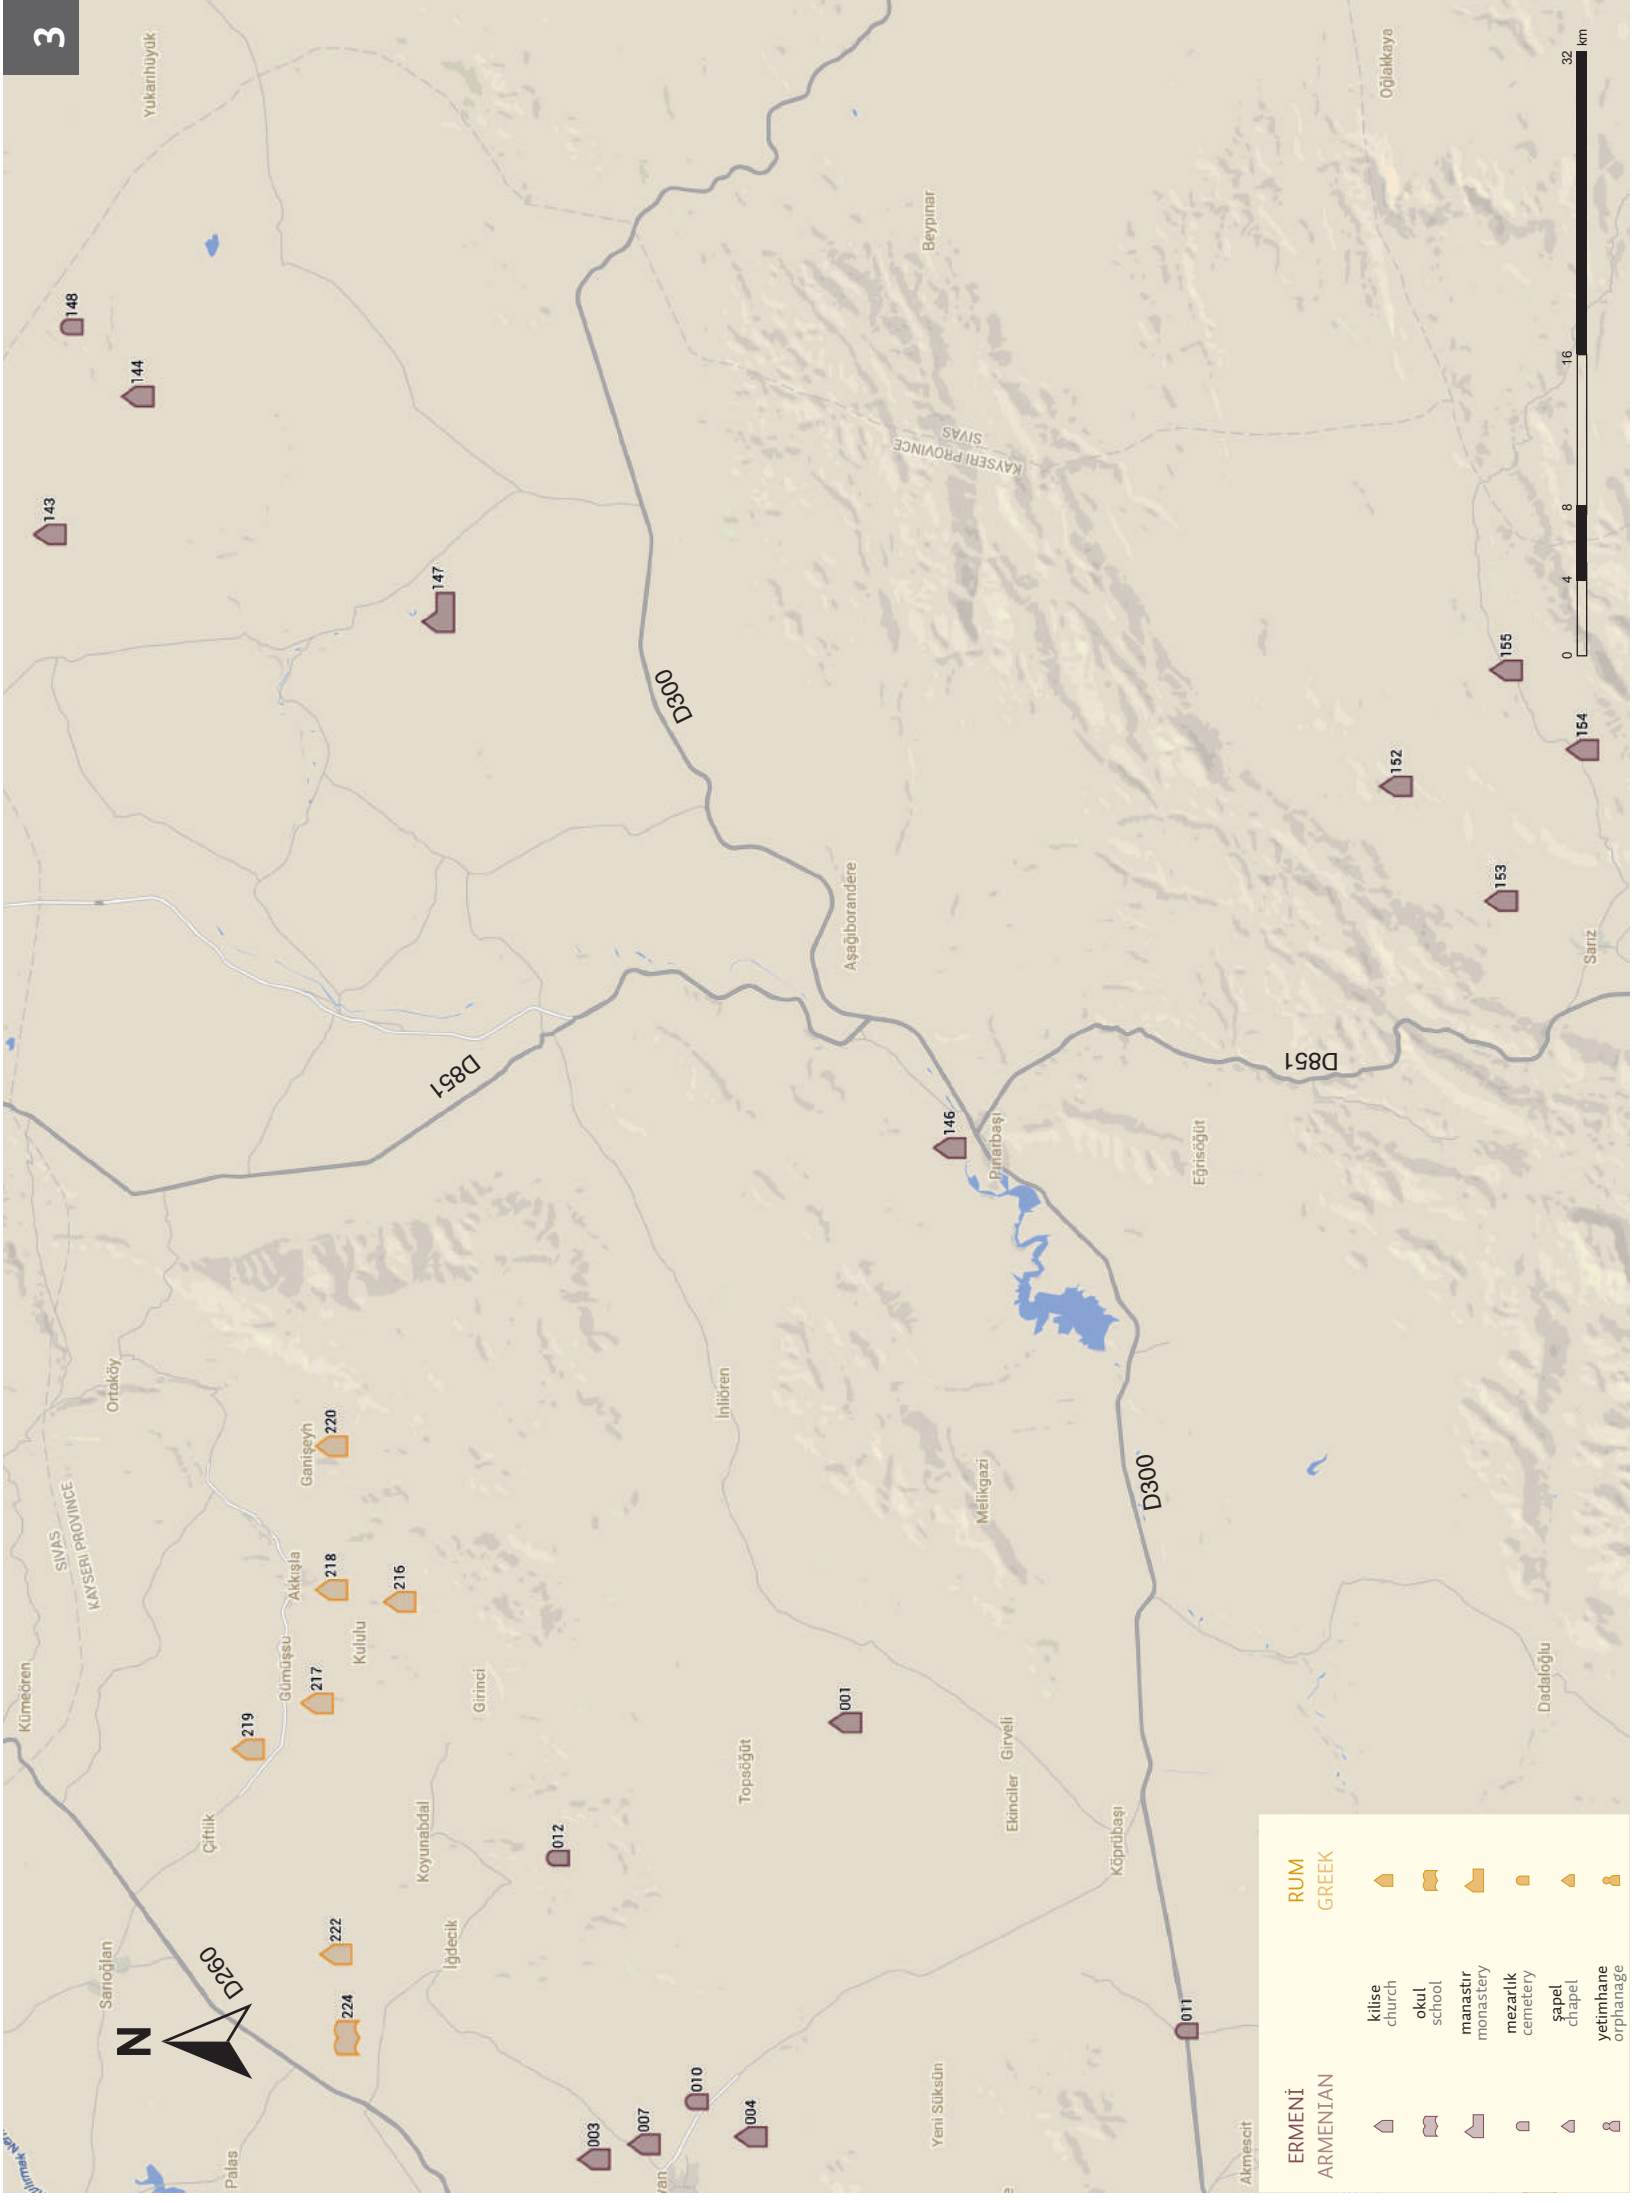 3
Yukarıhüyük
148
144
143
147
D300
Beypınar
Oğlakkaya
SIVAS
KAYSERI PROVINCE
0
4
8
16
32
km
155
154
152
153
Sarız
Aşağıborandere
D851
D851
146
Pınarbaşı
Eğrisöğüt
Ortaköy
SIVAS
KAYSERI PROVINCE
Ganişeyh
220
İnliören
Melikgazi
D300
Akkışla
218
216
Kululu
Gümüşsu
217
Kümeören
219
Girinci
001
Topsöğüt
Girveli
Ekinciler
Dadaloğlu
Çiftlik
Koyunabdal
012
Köprübaşı
Sarıoğlan
D260
222
İğdecik
224
N
010
011
003
007
004
Yeni Süksün
Akmescit
Palas
van
ERMENİ
ARMENIAN
RUM
GREEK
kilise
church
okul
school
manastır
monastery
mezarlık
cemetery
şapel
chapel
yetimhane
orphanage